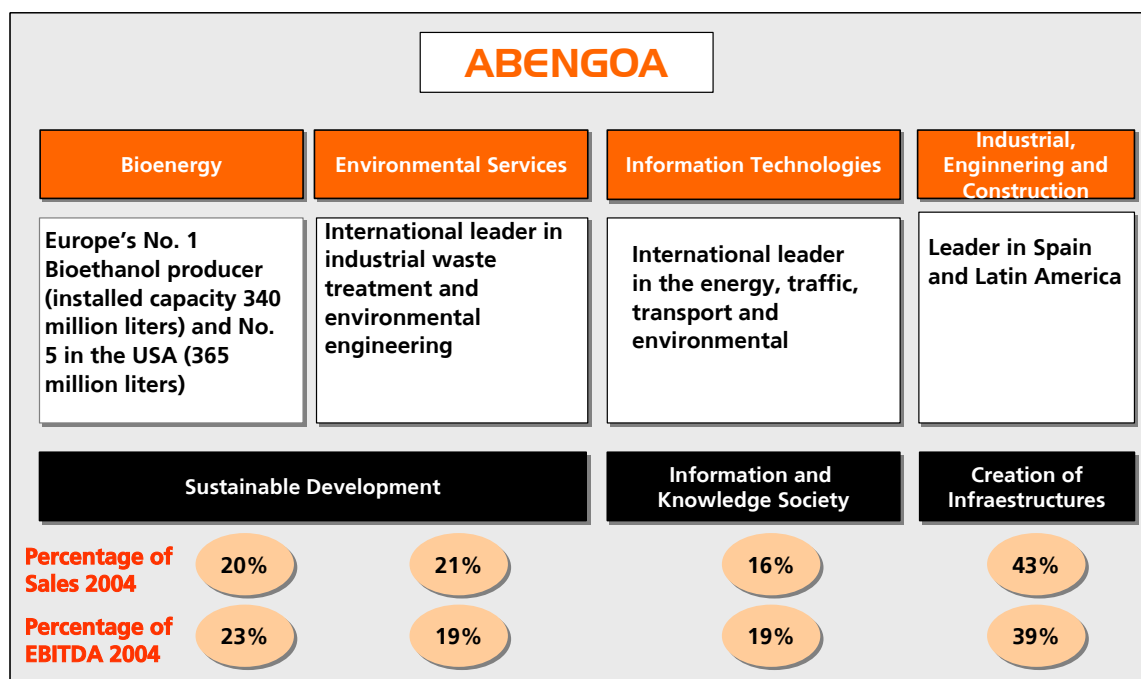 ABENGOA
Bioenergy
Environmental Services
Information Technologies
Industrial,
Enginnering and
Construction
Europe's No. 1
Bioethanol producer
(installed capacity 340
million liters) and No.
5 in the USA (365
million liters)
International leader in
industrial waste
treatment and
environmental
engineering
International leader
in the energy, traffic,
transport and
environmental
Leader in Spain
and Latin America
Sustainable Development
Information and
Knowledge Society
Creation of
Infraestructures
Percentage of
Sales 2004
20%
21%
16%
43%
Percentage of
EBITDA 2004
23%
19%
19%
39%